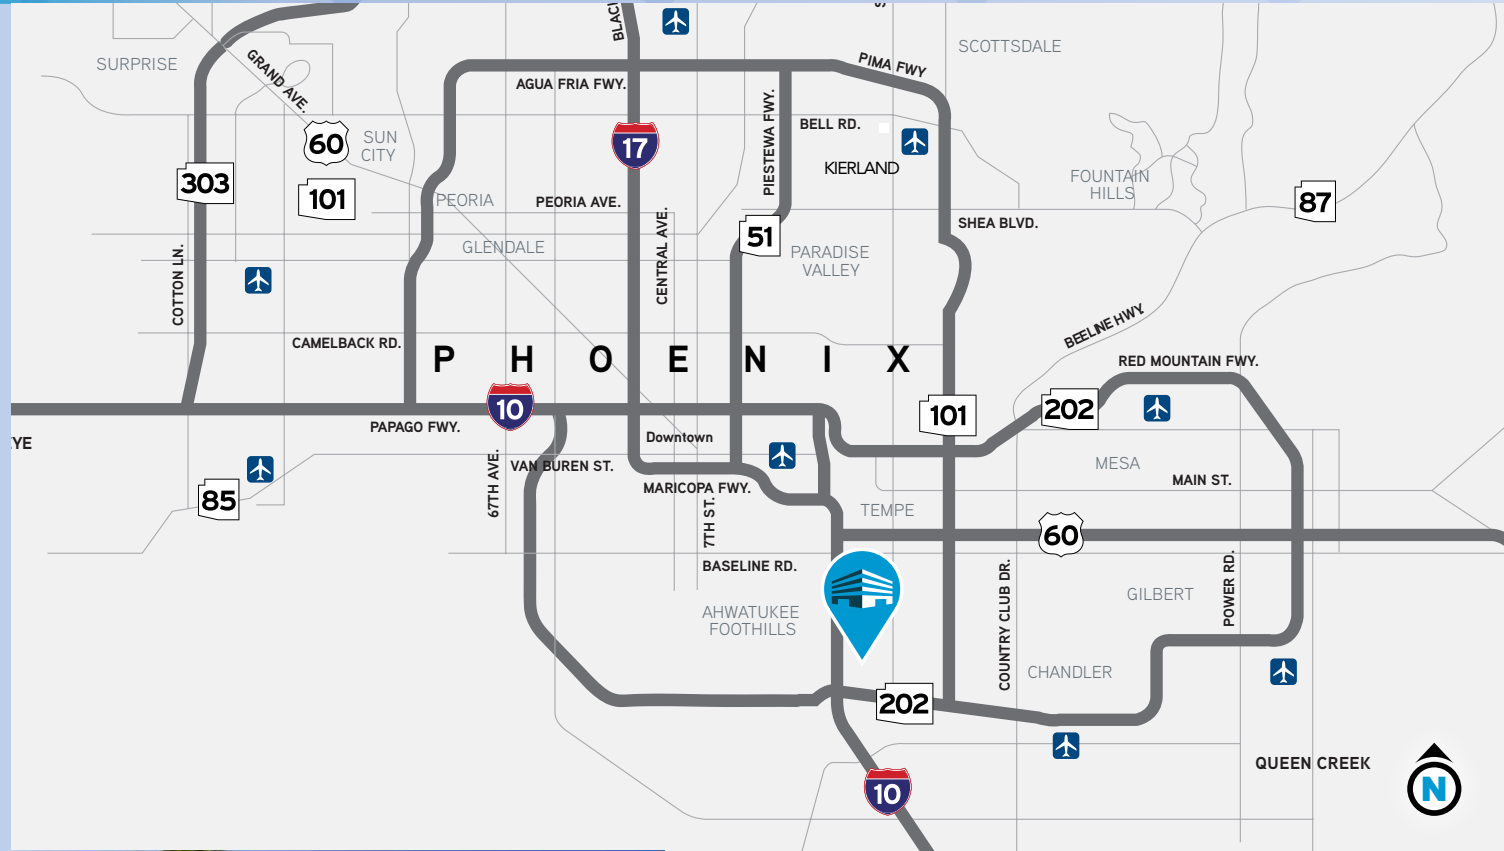 SURPRISE
GRAND AVE.
60
SUN
CITY
303
101
AGUA FRIA FWY.
17
PIMA FWY
SCOTTSDALE
BELL RD.
PIESTEWA FWY.
KIERLAND
FOUNTAIN
HILLS
87
PEORIA
PEORIA AVE.
51
SHEA BLVD.
GLENDALE
CENTRAL AVE.
PARADISE
VALLEY
COTTON LN.
CAMELBACK RD.
PHOENIX
BEELINE HWY.
RED MOUNTAIN FWY.
10
101
202
PAPAGO FWY.
Downtown
85
67TH AVE.
VAN BUREN ST.
MARICOPA FWY.
7TH ST.
MESA
MAIN ST.
TEMPE
60
BASELINE RD.
AHWATUKEE
FOOTHILLS
COUNTRY CLUB DR.
GILBERT
POWER RD.
CHANDLER
202
10
QUEEN CREEK
N